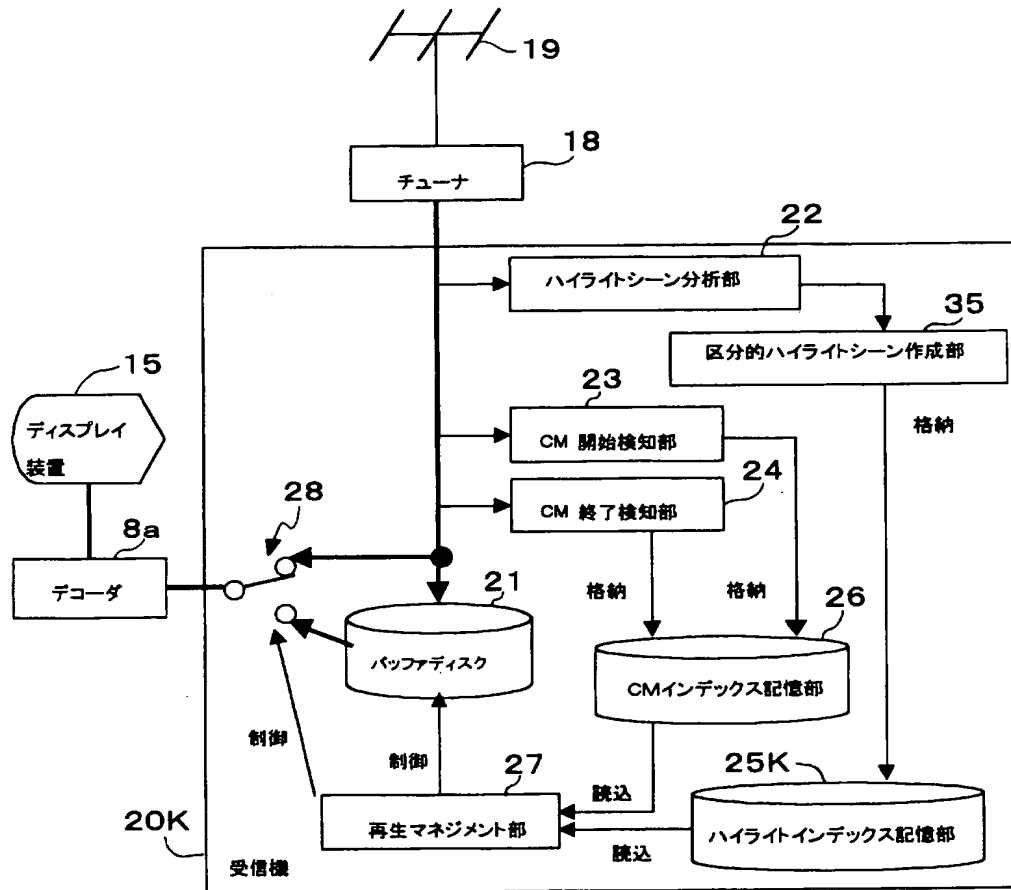 19
18
チューナ
22
ハイライトシーン分析部
35
区分的ハイライトシーン作成部
15
ディスプレイ
装置
23
CM 開始検知部
格納
24
CM 終了検知部
28
8a
デコーダ
21
バッファディスク
格納
格納
26
CMインデックス記憶部
制御
制御
27
再生マネジメント部
読込
25K
ハイライトインデックス記憶部
読込
20K
受信機